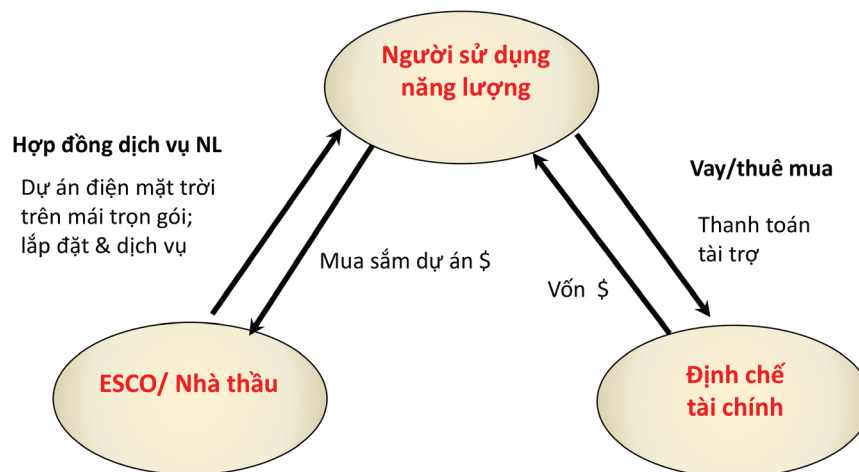 Người sử dụng
năng lượng
Hợp đồng dịch vụ NL
Dự án điện mặt trời
trên mái trọn gói;
lắp đặt & dịch vụ
Mua sắm dự án $
Vốn $
Vay/thuê mua
Thanh toán
tài trợ
ESCO/ Nhà thầu
Định chế
tài chính